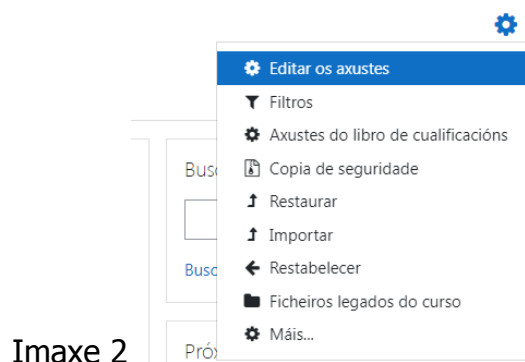 Editar os axustes
Filtros
Axustes do libro de cualificacións
Copia de seguridade
Restaurar
Importar
Restabelecer
Ficheiros legados do curso
Máis...
Imaxe 2